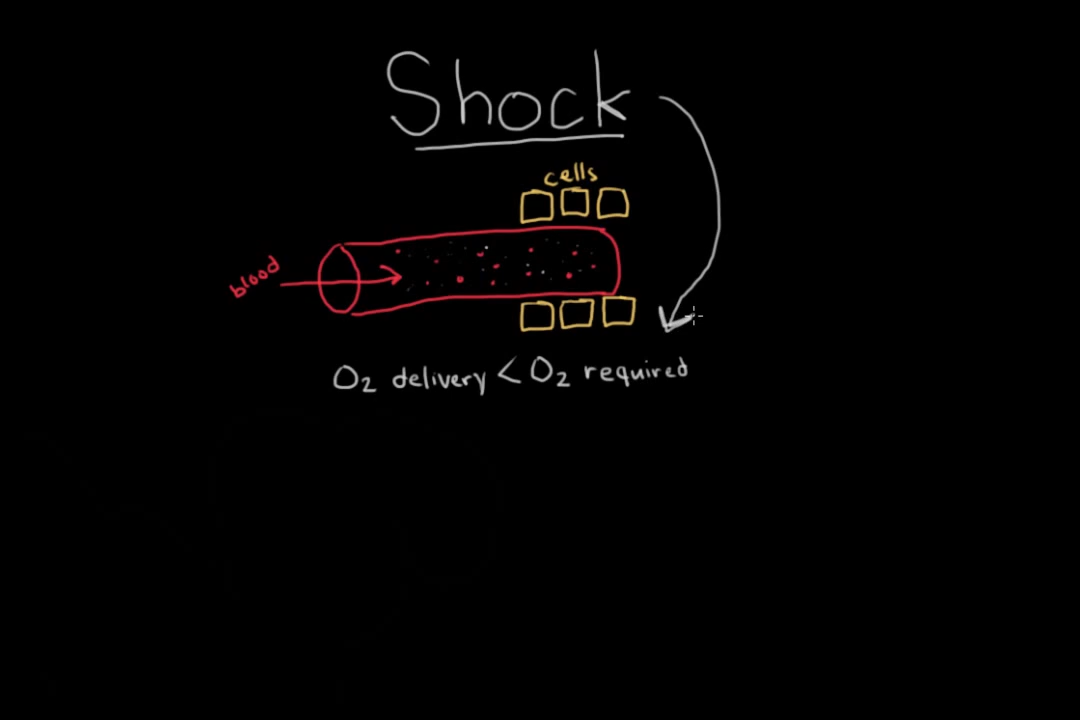 Shock
cells
blood
O₂ delivery < O₂ required